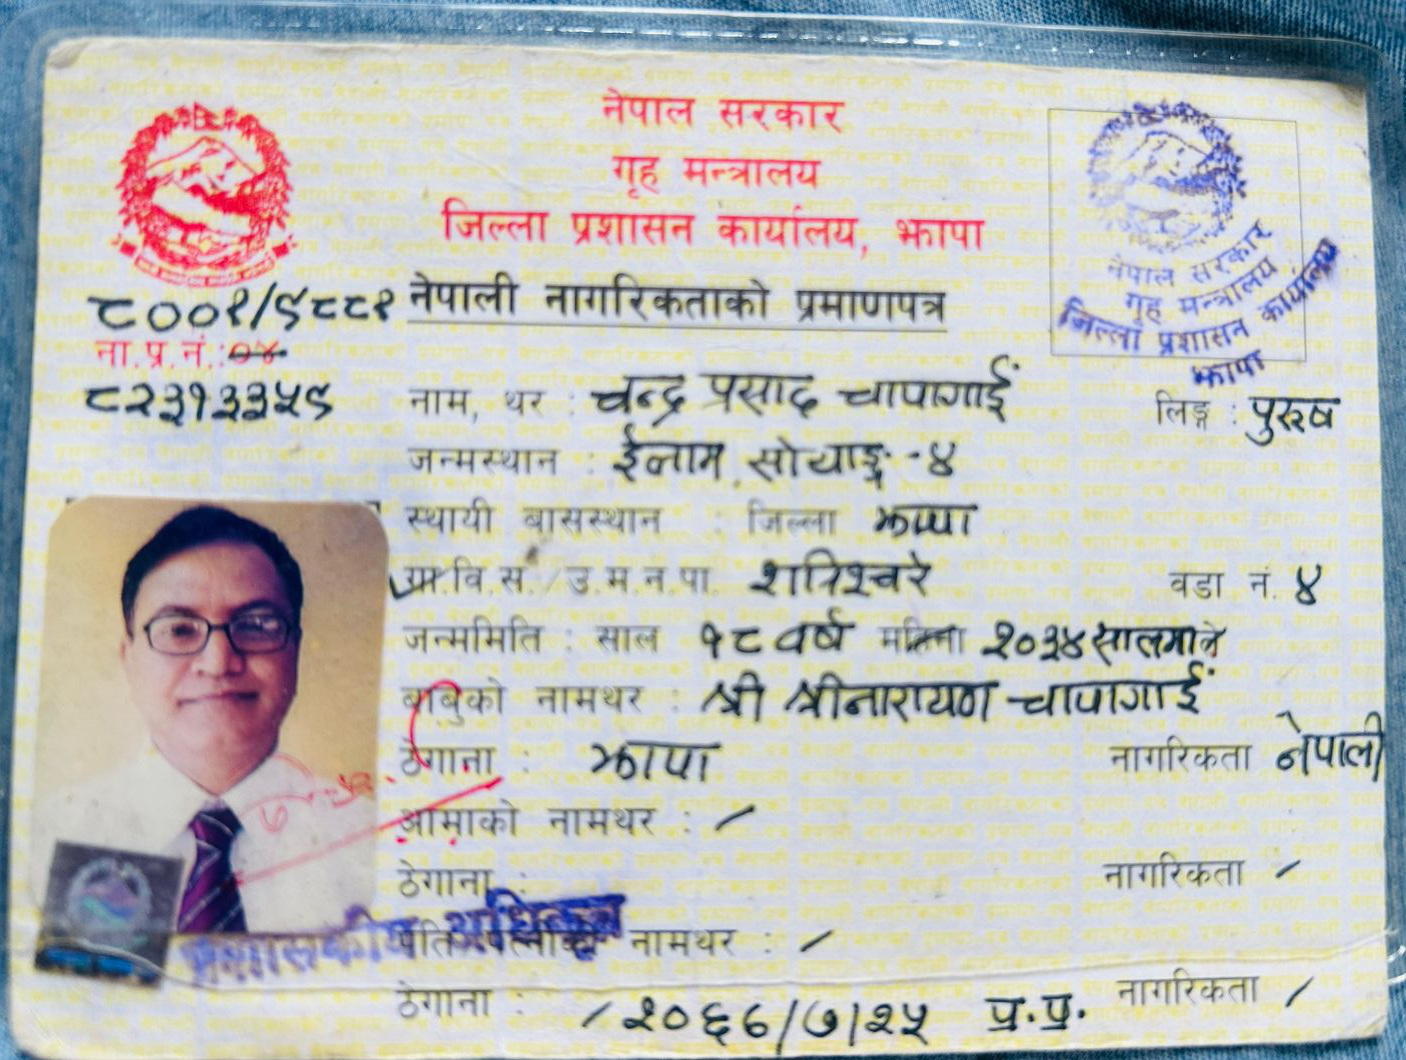 नेपाल सरकार
गृह मन्त्रालय
जिल्ला प्रशासन कार्यालय, झापा
नेपाल सरकार
गृह मन्त्रालय
जिल्ला प्रशासन कार्यालय
झापा
८००१/९८८१ नेपाली नागरिकताको प्रमाणपत्र
ना.प्र.नं.:
८२३१३३५९
नाम, थर : चन्द्र प्रसाद चापागाईं लिङ्ग : पुरुष
जन्मस्थान : ईलाम, सोयाङ्ग -४
स्थायी बासस्थान : जिल्ला झापा
गा.वि.स. / उ.म.न.पा. शनिश्चरे वडा नं. ४
जन्ममिति : साल १८ वर्ष महिना २०३४ सालमाले
बाबुको नामथर : श्री श्रीनारायण चापागाईं
ठेगाना : झापा नागरिकता नेपाली
आमाको नामथर : /
ठेगाना : नागरिकता /
नामथर : /
प्रशासकीय अधिकृत
ठेगाना : / २०६६/७/२५ प्र.प्र. नागरिकता /